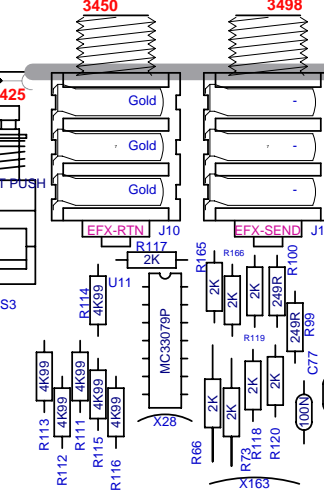 3450
3498
425
Gold
-
Gold
-
T PUSH
Gold
-
EFX-RTN
J10
EFX-SEND
J1
R117
2K
R165
R166
R100
U11
R114
4K99
MC33079P
2K
2K
2K
249R
249R
R99
S3
R119
C77
4K99
4K99
4K99
4K99
4K99
2K
2K
2K
2K
100N
R113
R112
R111
R115
R116
X28
R66
R73
R118
R120
X163